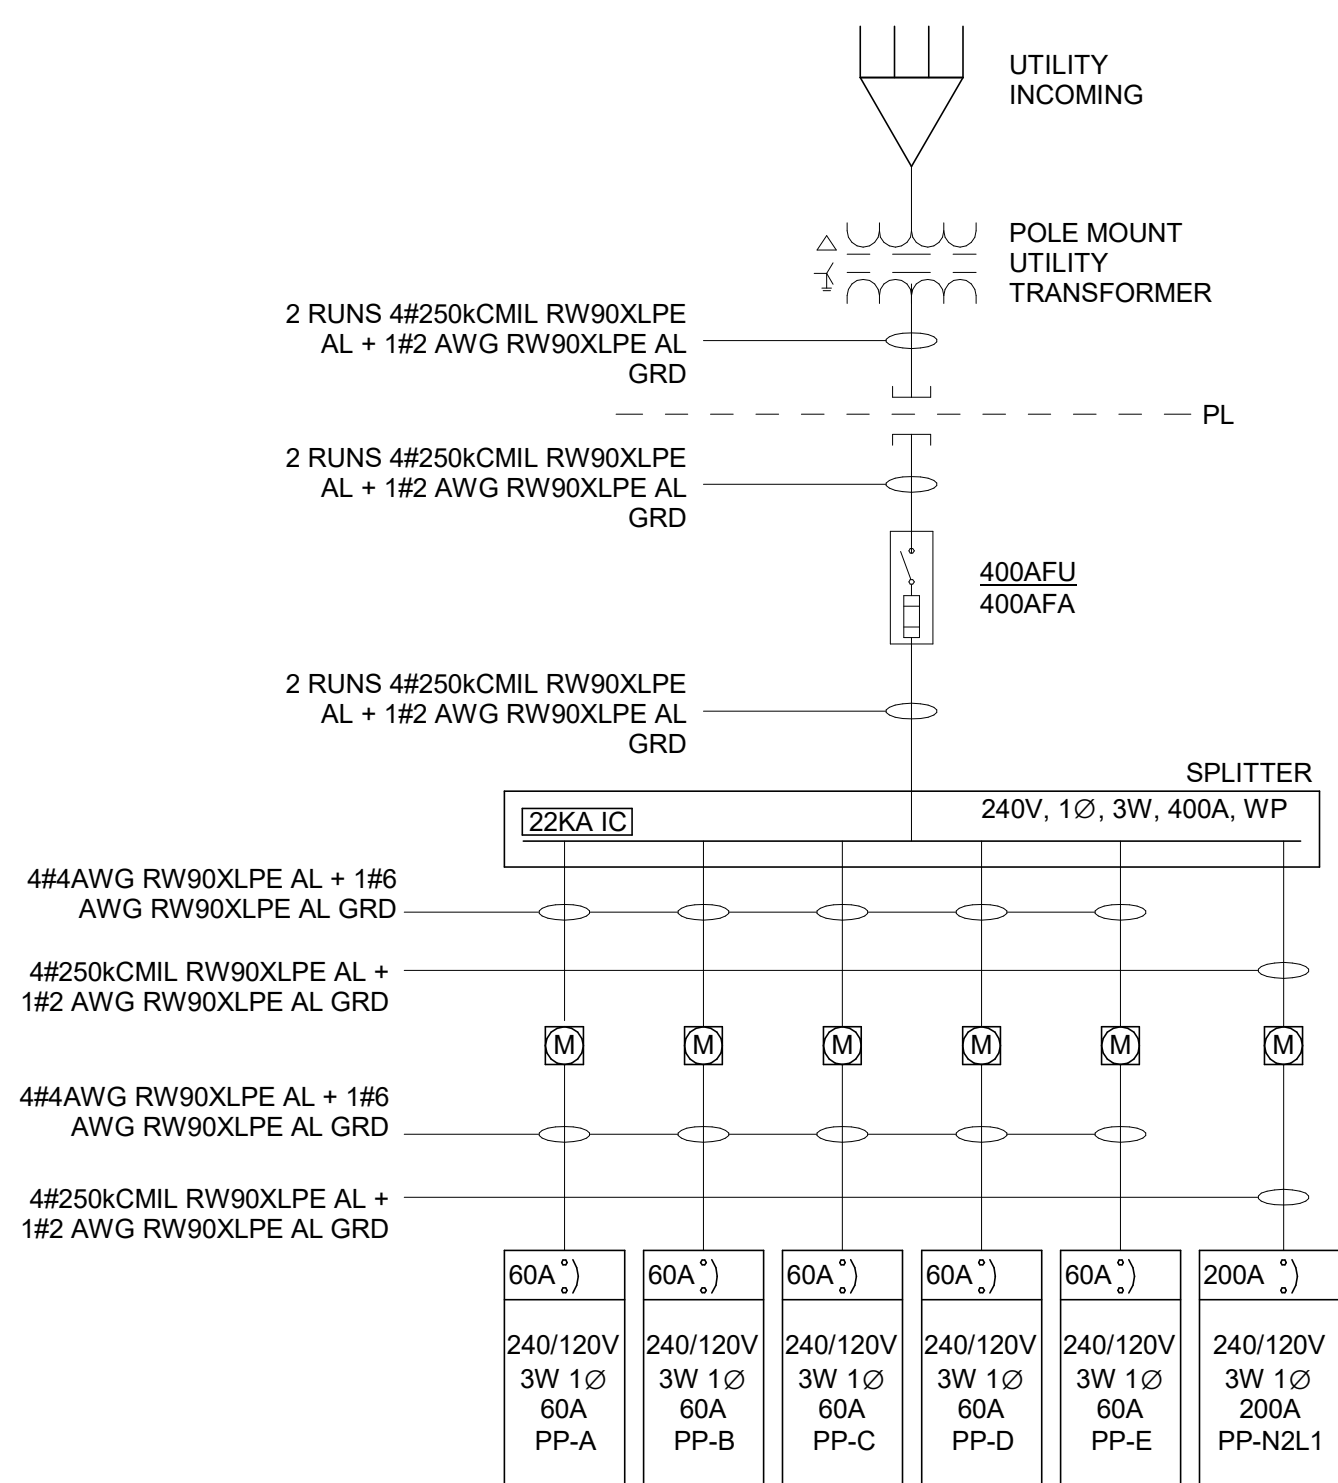 UTILITY
INCOMING
POLE MOUNT
UTILITY
TRANSFORMER
2 RUNS 4#250kCMIL RW90XLPE
AL + 1#2 AWG RW90XLPE AL
GRD
PL
2 RUNS 4#250kCMIL RW90XLPE
AL + 1#2 AWG RW90XLPE AL
GRD
400AFU
400AFA
2 RUNS 4#250kCMIL RW90XLPE
AL + 1#2 AWG RW90XLPE AL
GRD
SPLITTER
22KA IC
240V, 1∅, 3W, 400A, WP
4#4AWG RW90XLPE AL + 1#6
AWG RW90XLPE AL GRD
4#250kCMIL RW90XLPE AL +
1#2 AWG RW90XLPE AL GRD
M M M M M M
4#4AWG RW90XLPE AL + 1#6
AWG RW90XLPE AL GRD
4#250kCMIL RW90XLPE AL +
1#2 AWG RW90XLPE AL GRD
60A 60A 60A 60A 60A 200A
240/120V 240/120V 240/120V 240/120V 240/120V 240/120V
3W 1∅ 3W 1∅ 3W 1∅ 3W 1∅ 3W 1∅ 3W 1∅
60A 60A 60A 60A 60A 200A
PP-A PP-B PP-C PP-D PP-E PP-N2L1